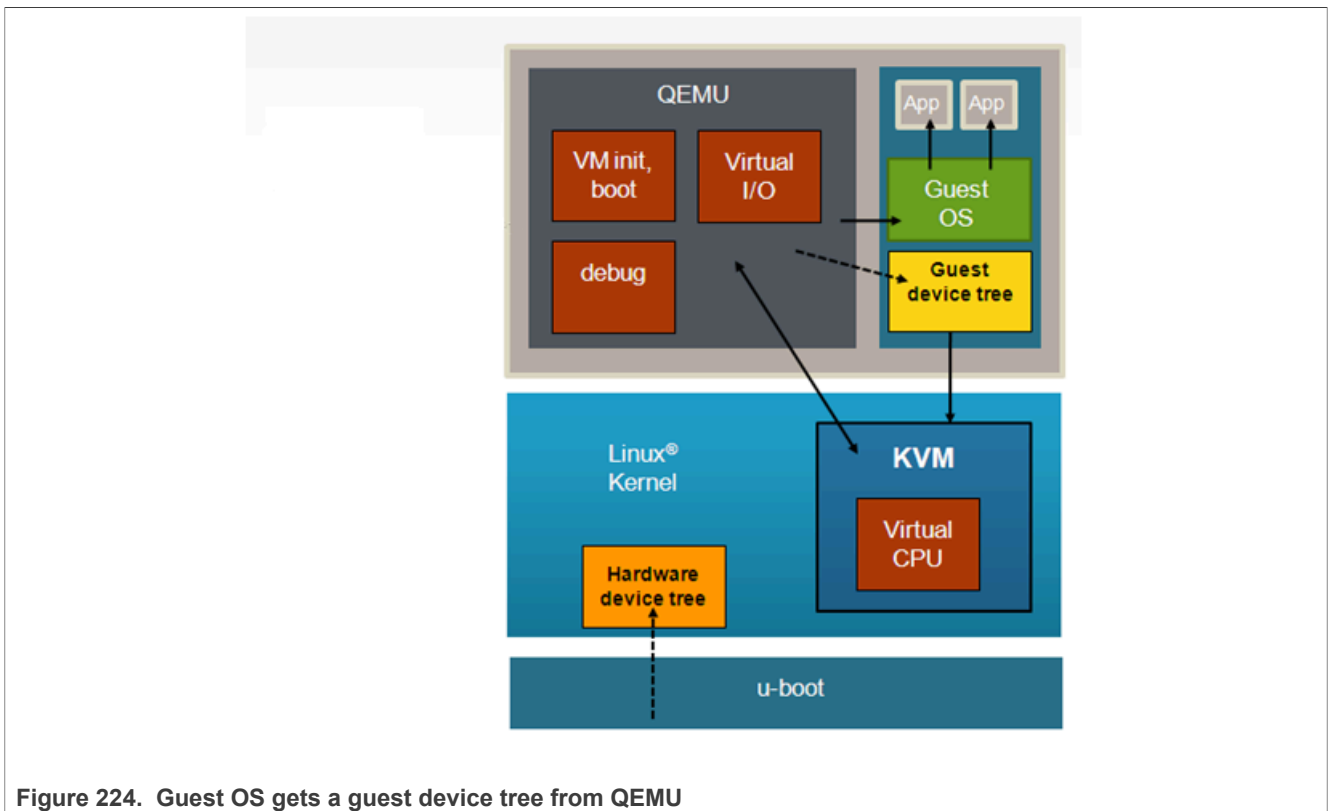 QEMU
App App
VM init,
boot
Virtual
I/O
Guest
OS
debug
Guest
device tree
Linux®
Kernel
KVM
Virtual
CPU
Hardware
device tree
u-boot
Figure 224. Guest OS gets a guest device tree from QEMU